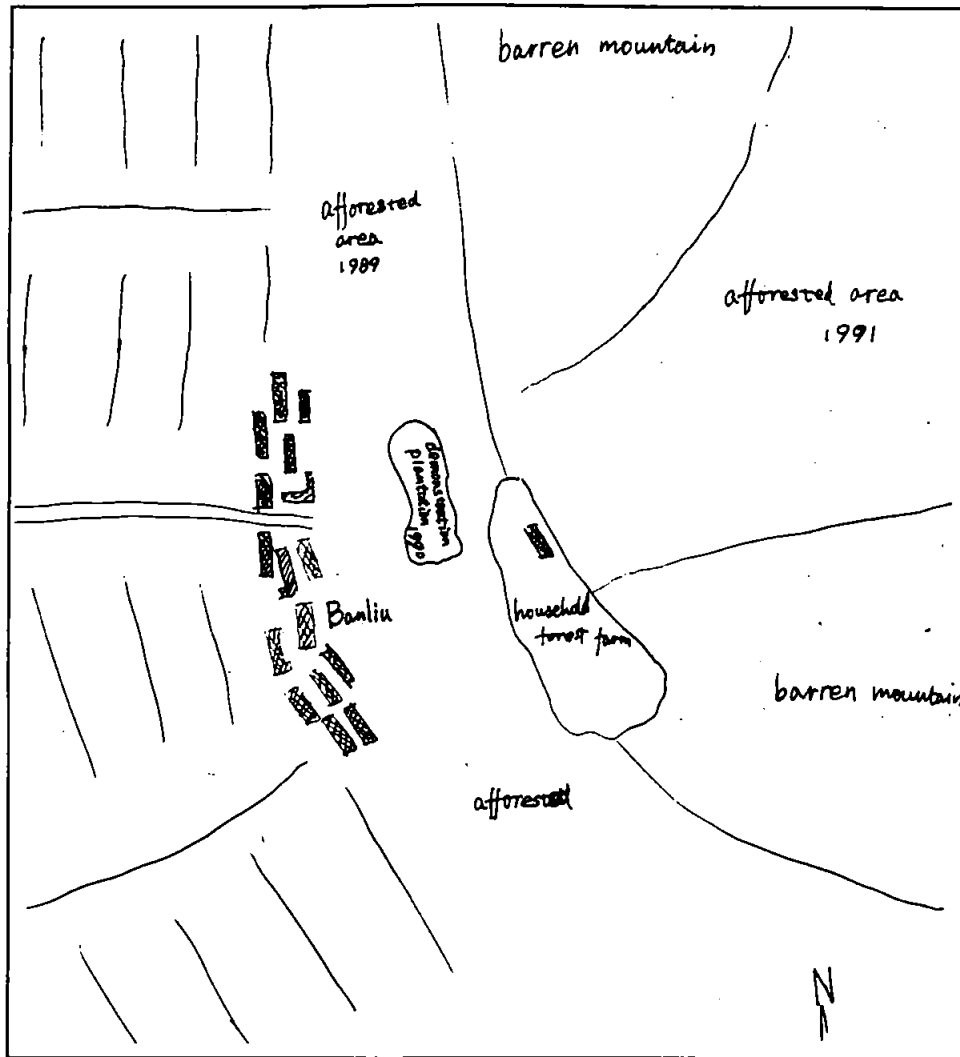 barren mountain
afforested
area
1989
afforested area
1991
demonstration
plantation 1990
Banliu
household
forest farm
barren mountain
afforested
N